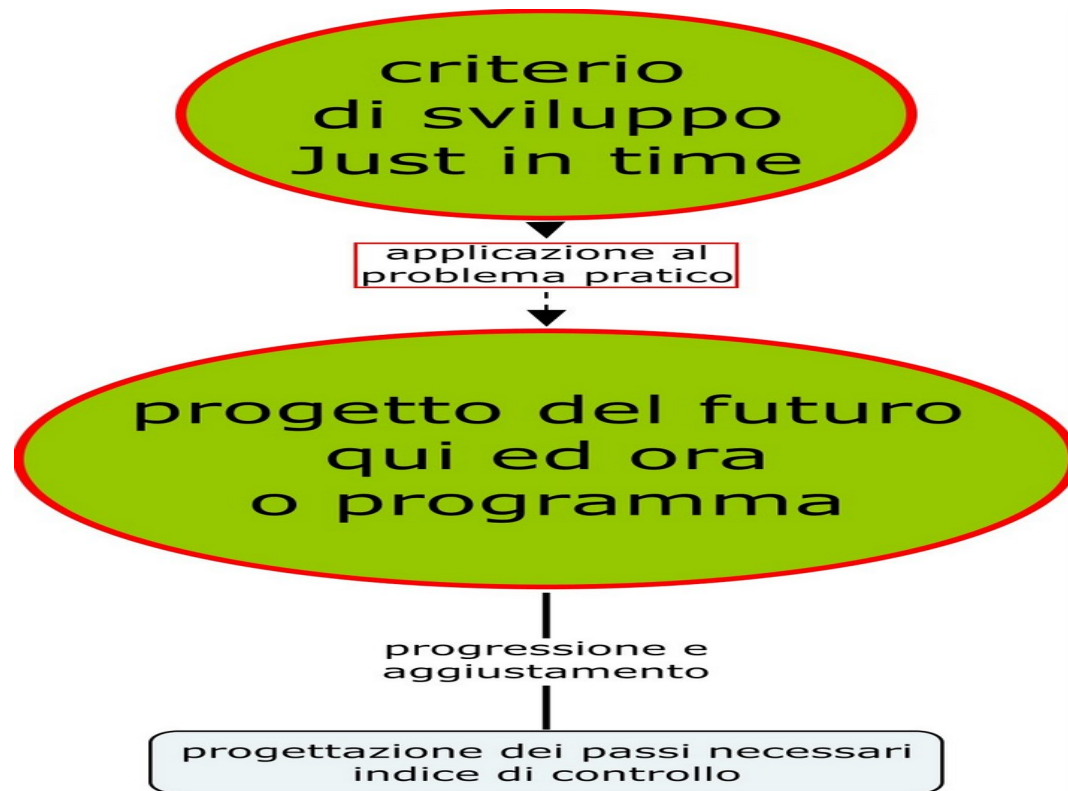 criterio
di sviluppo
Just in time
applicazione al
problema pratico
progetto del futuro
qui ed ora
o programma
progressione e
aggiustamento
progettazione dei passi necessari
indice di controllo